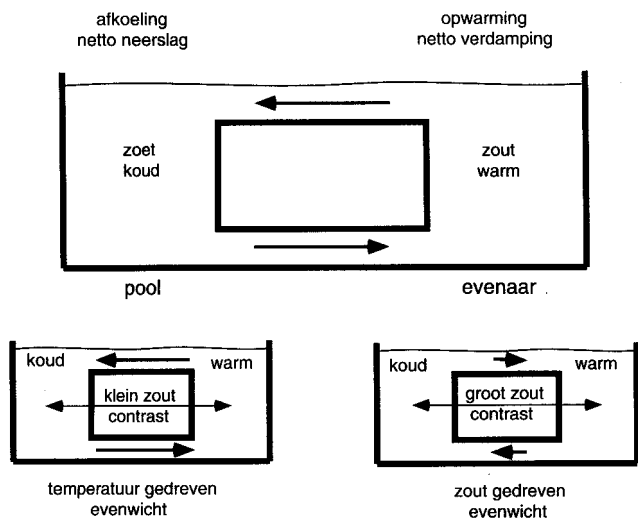 afkoeling
netto neerslag
opwarming
netto verdamping
zoet
koud
zout
warm
pool
evenaar
koud
warm
klein zout
contrast
temperatuur gedreven
evenwicht
koud
warm
groot zout
contrast
zout gedreven
evenwicht